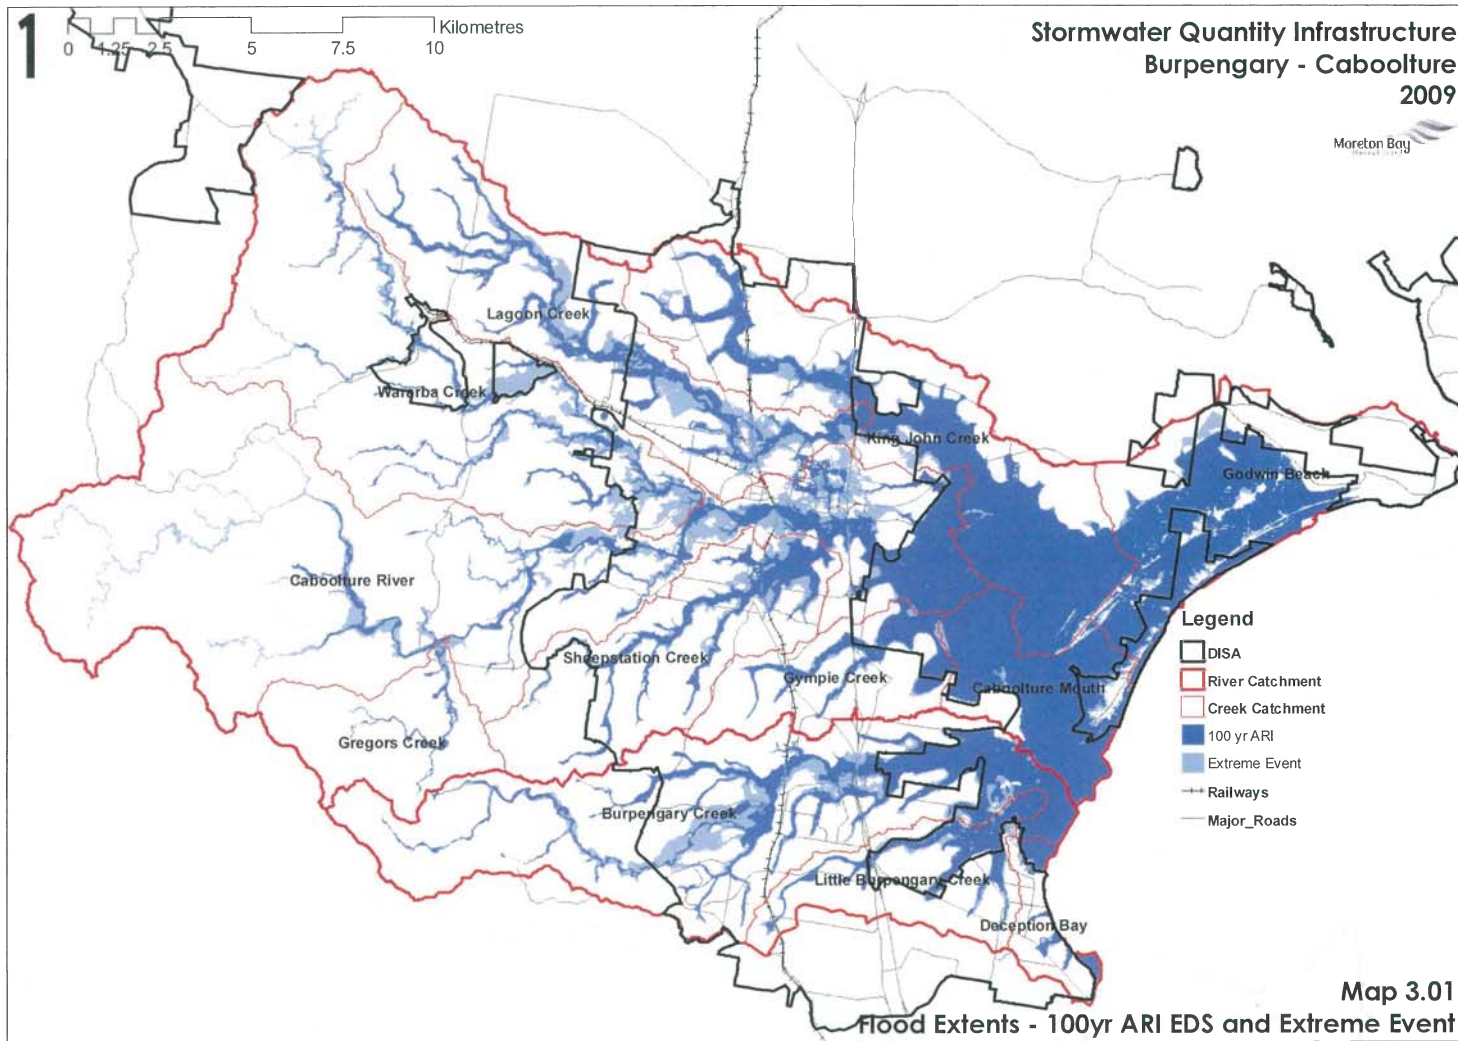 1
0 1.25 2.5 5 7.5 10 Kilometres
Stormwater Quantity Infrastructure
Burpengary - Caboolture
2009
Moreton Bay
Lagoon Creek
Wararba Creek
King John Creek
Godwin Beach
Caboolture River
Sheepstation Creek
Gympie Creek
Caboolture Mouth
Gregors Creek
Burpengary Creek
Little Burpengary Creek
Deception Bay
Legend
DISA
River Catchment
Creek Catchment
100 yr ARI
Extreme Event
Railways
Major_Roads
Map 3.01
Flood Extents - 100yr ARI EDS and Extreme Event